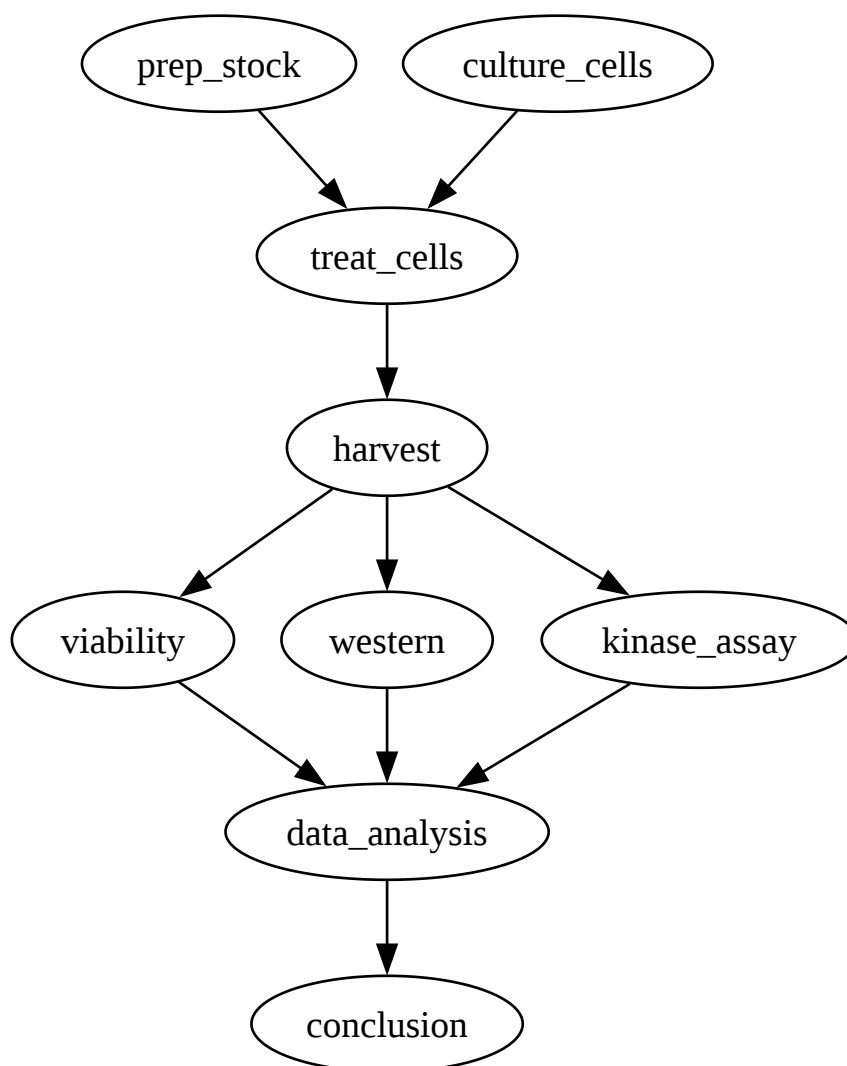 prep_stock
culture_cells
treat_cells
harvest
viability
western
kinase_assay
data_analysis
conclusion